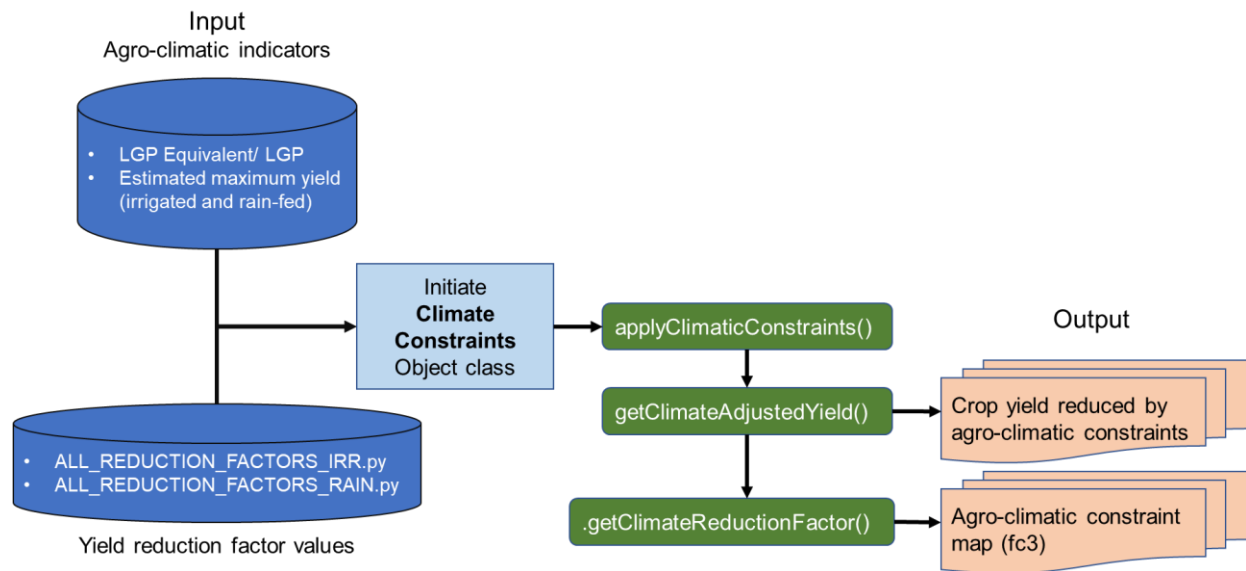 Input
Agro-climatic indicators
• LGP Equivalent/ LGP
• Estimated maximum yield
(irrigated and rain-fed)
Initiate
Climate
Constraints
Object class
applyClimaticConstraints()
getClimateAdjustedYield()
.getClimateReductionFactor()
Output
Crop yield reduced by
agro-climatic constraints
Agro-climatic constraint
map (fc3)
• ALL_REDUCTION_FACTORS_IRR.py
• ALL_REDUCTION_FACTORS_RAIN.py
Yield reduction factor values